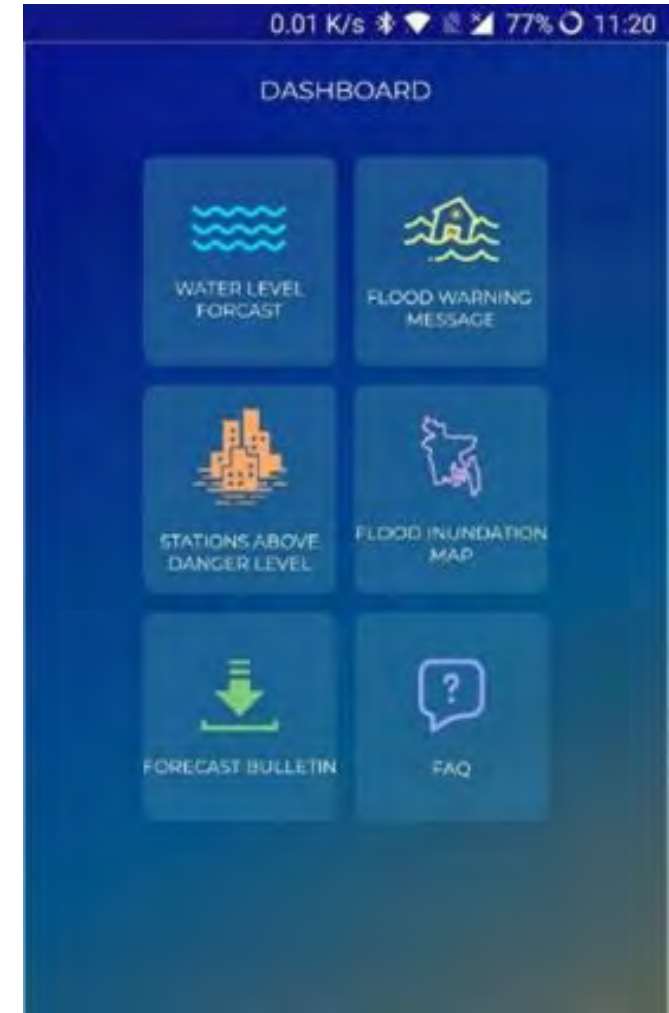 0.01 K/s 77% 11:20
DASHBOARD
WATER LEVEL
FORCAST
FLOOD WARNING
MESSAGE
STATIONS ABOVE
DANGER LEVEL
FLOOD INUNDATION
MAP
FORECAST BULLETIN
?
FAQ